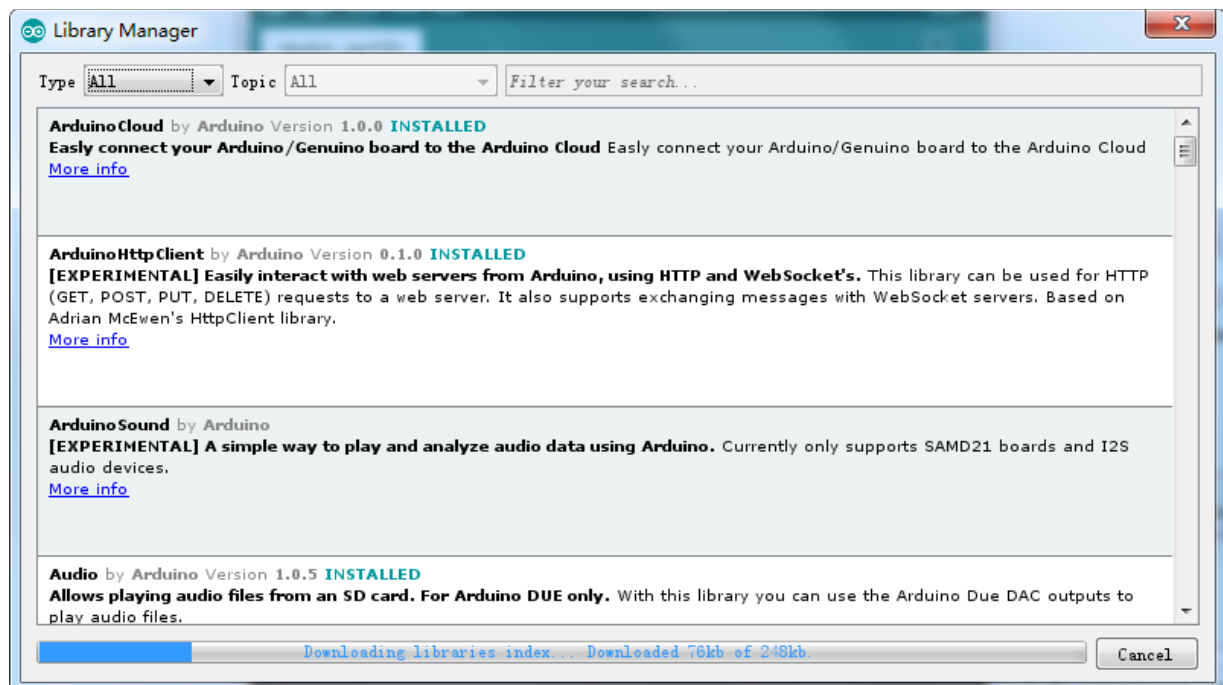 Library Manager
Type All Topic All Filter your search...
ArduinoCloud by Arduino Version 1.0.0 INSTALLED
Easly connect your Arduino/Genuino board to the Arduino Cloud Easly connect your Arduino/Genuino board to the Arduino Cloud
More info
ArduinoHttpClient by Arduino Version 0.1.0 INSTALLED
[EXPERIMENTAL] Easily interact with web servers from Arduino, using HTTP and WebSocket's. This library can be used for HTTP
(GET, POST, PUT, DELETE) requests to a web server. It also supports exchanging messages with WebSocket servers. Based on
Adrian McEwen's HttpClient library.
More info
ArduinoSound by Arduino
[EXPERIMENTAL] A simple way to play and analyze audio data using Arduino. Currently only supports SAMD21 boards and I2S
audio devices.
More info
Audio by Arduino Version 1.0.5 INSTALLED
Allows playing audio files from an SD card. For Arduino DUE only. With this library you can use the Arduino Due DAC outputs to
play audio files.
Downloading libraries index... Downloaded 76kb of 248kb.
Cancel